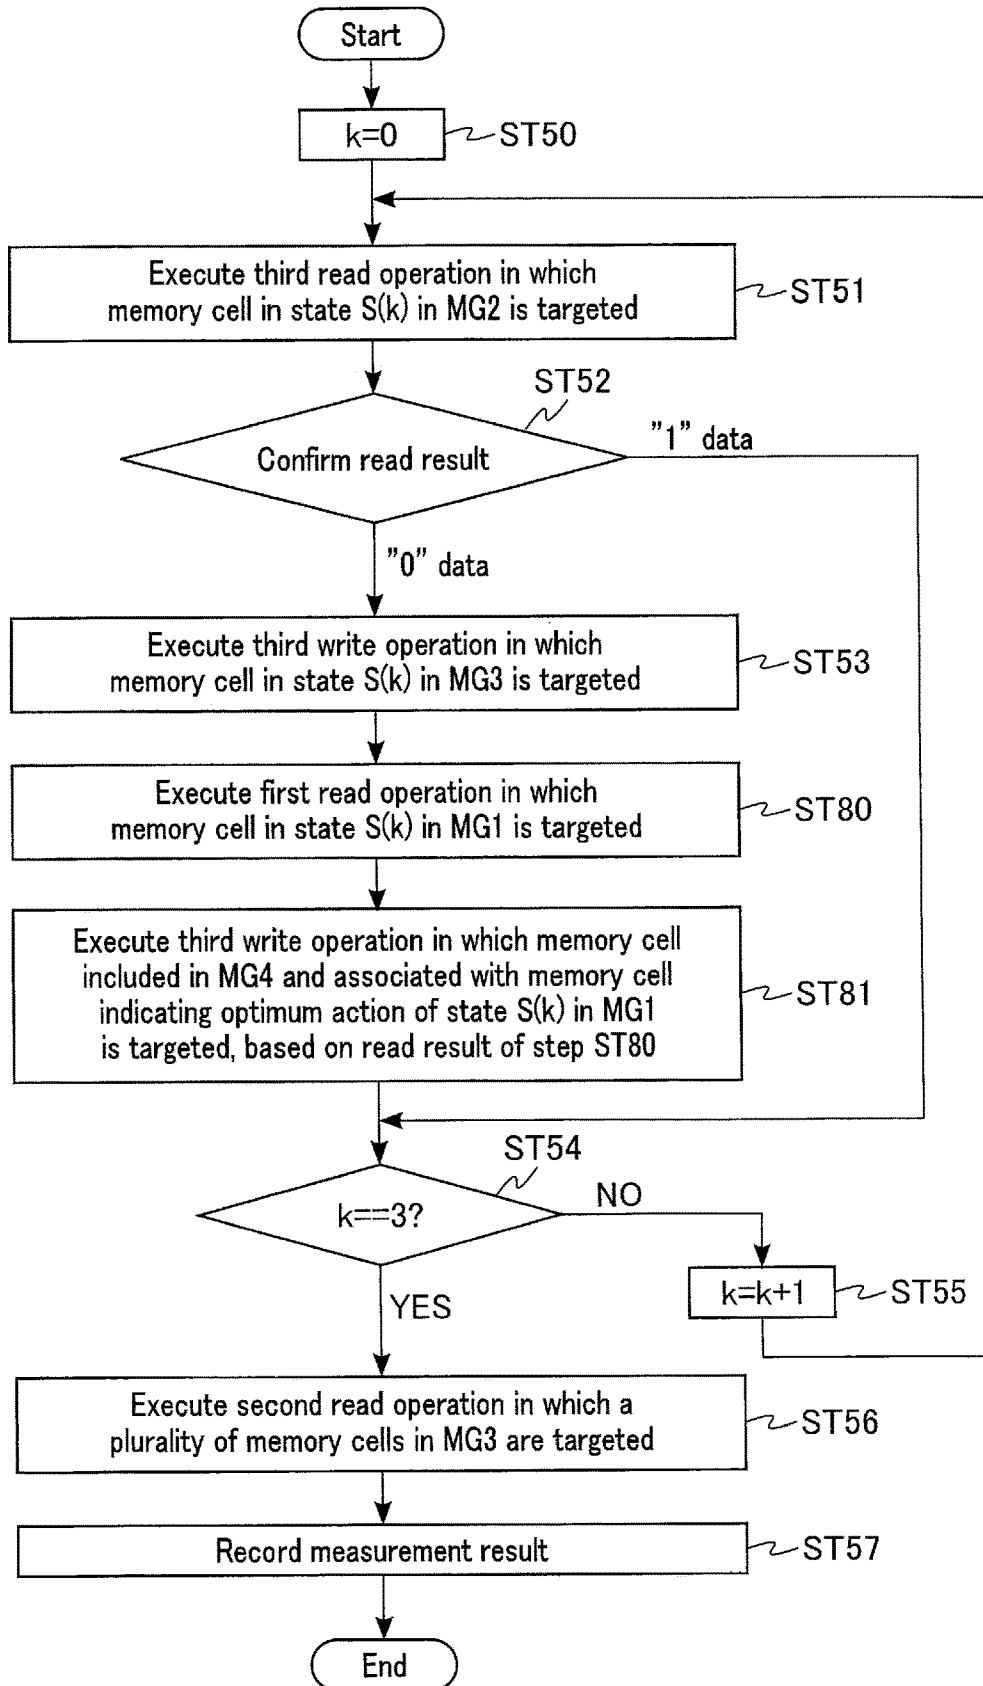 Start
k=0
ST50
Execute third read operation in which
memory cell in state S(k) in MG2 is targeted
ST51
ST52
Confirm read result
"1" data
"0" data
Execute third write operation in which
memory cell in state S(k) in MG3 is targeted
ST53
Execute first read operation in which
memory cell in state S(k) in MG1 is targeted
ST80
Execute third write operation in which memory cell
included in MG4 and associated with memory cell
indicating optimum action of state S(k) in MG1
is targeted, based on read result of step ST80
ST81
ST54
k==3?
NO
k=k+1
ST55
YES
Execute second read operation in which a
plurality of memory cells in MG3 are targeted
ST56
Record measurement result
ST57
End